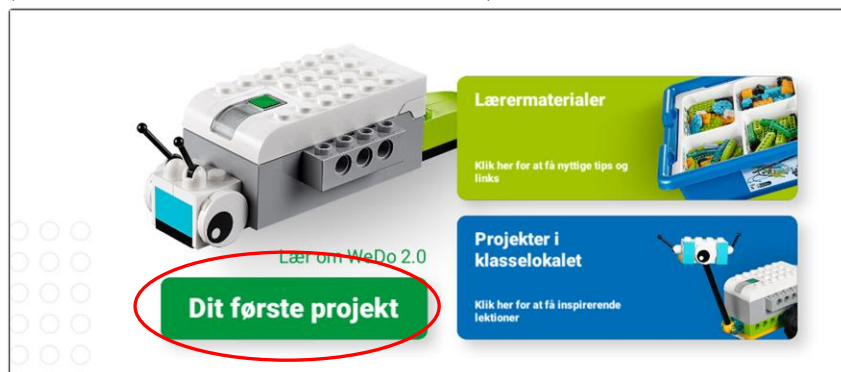 Lærermaterialer
Klik her for at få nyttige tips og
links
Lær om WeDo 2.0
Dit første projekt
Projekter i
klasselokalet
Klik her for at få inspirerende
lektioner